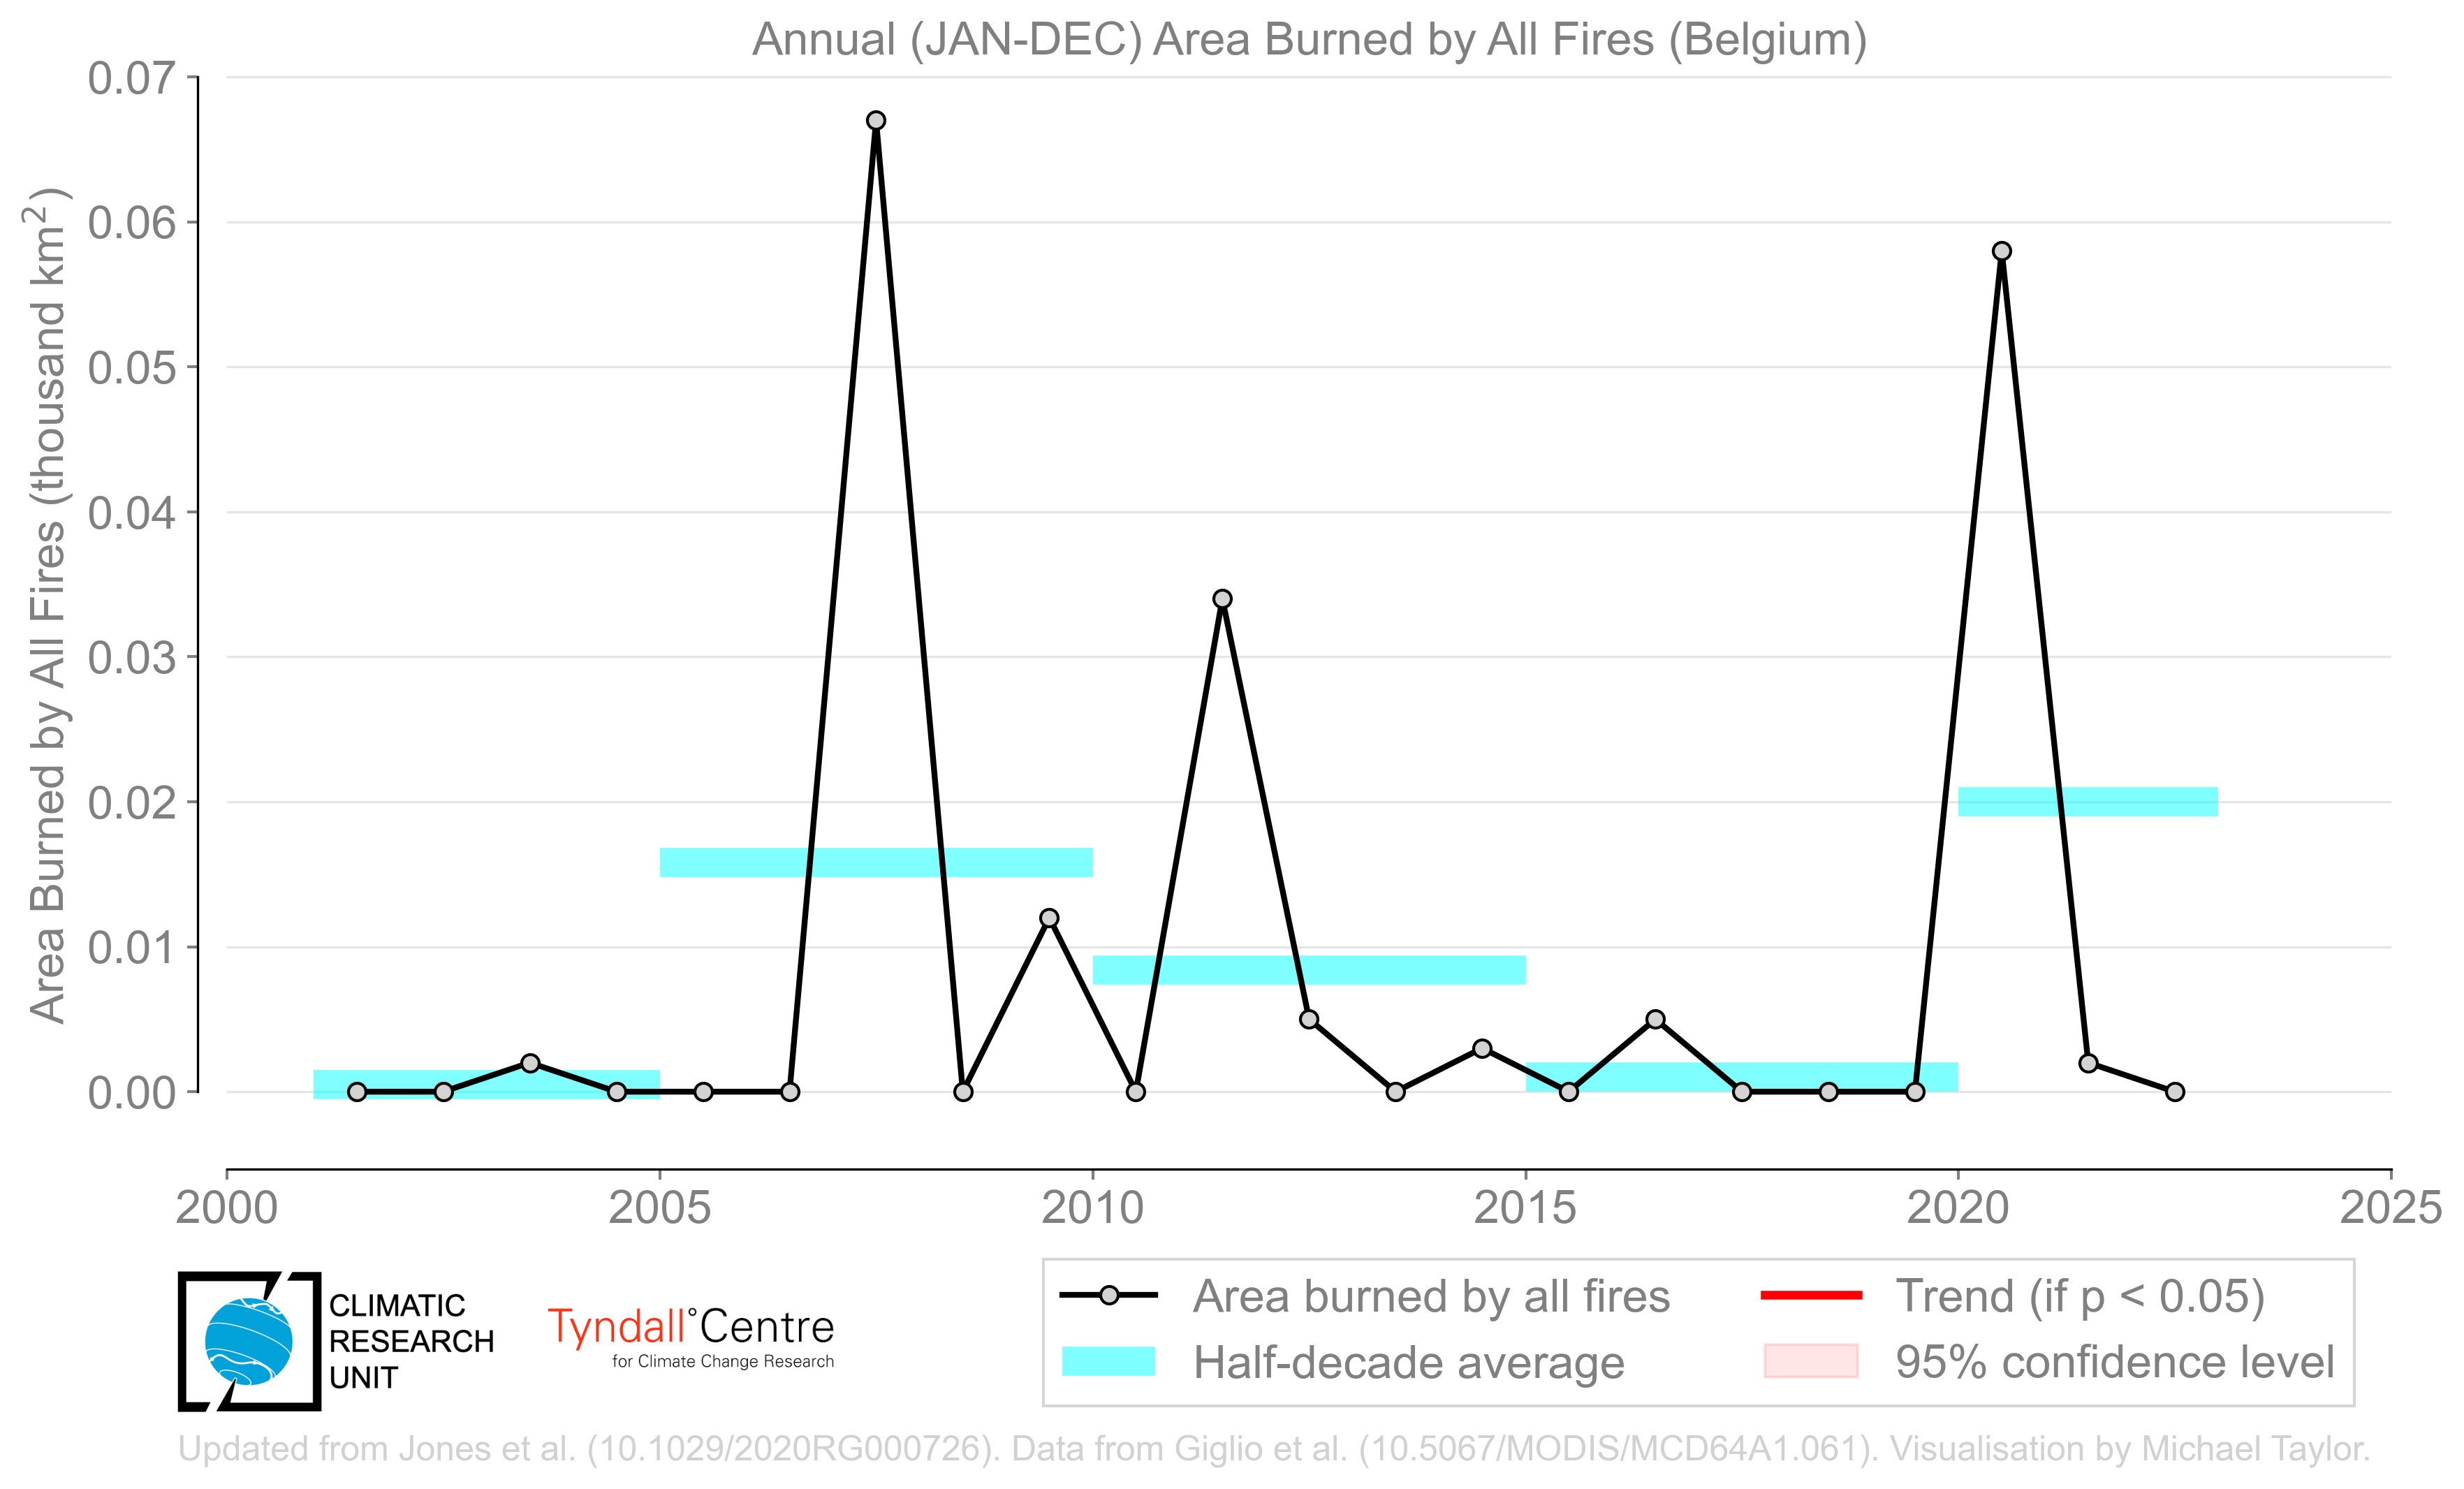 Annual (JAN-DEC) Area Burned by All Fires (Belgium)
Area Burned by All Fires (thousand km²)
0.07
0.06
0.05
0.04
0.03
0.02
0.01
0.00
2000 2005 2010 2015 2020 2025
CLIMATIC
RESEARCH
UNIT
Tyndall°Centre
for Climate Change Research
Area burned by all fires
Half-decade average
Trend (if p < 0.05)
95% confidence level
Updated from Jones et al. (10.1029/2020RG000726). Data from Giglio et al. (10.5067/MODIS/MCD64A1.061). Visualisation by Michael Taylor.